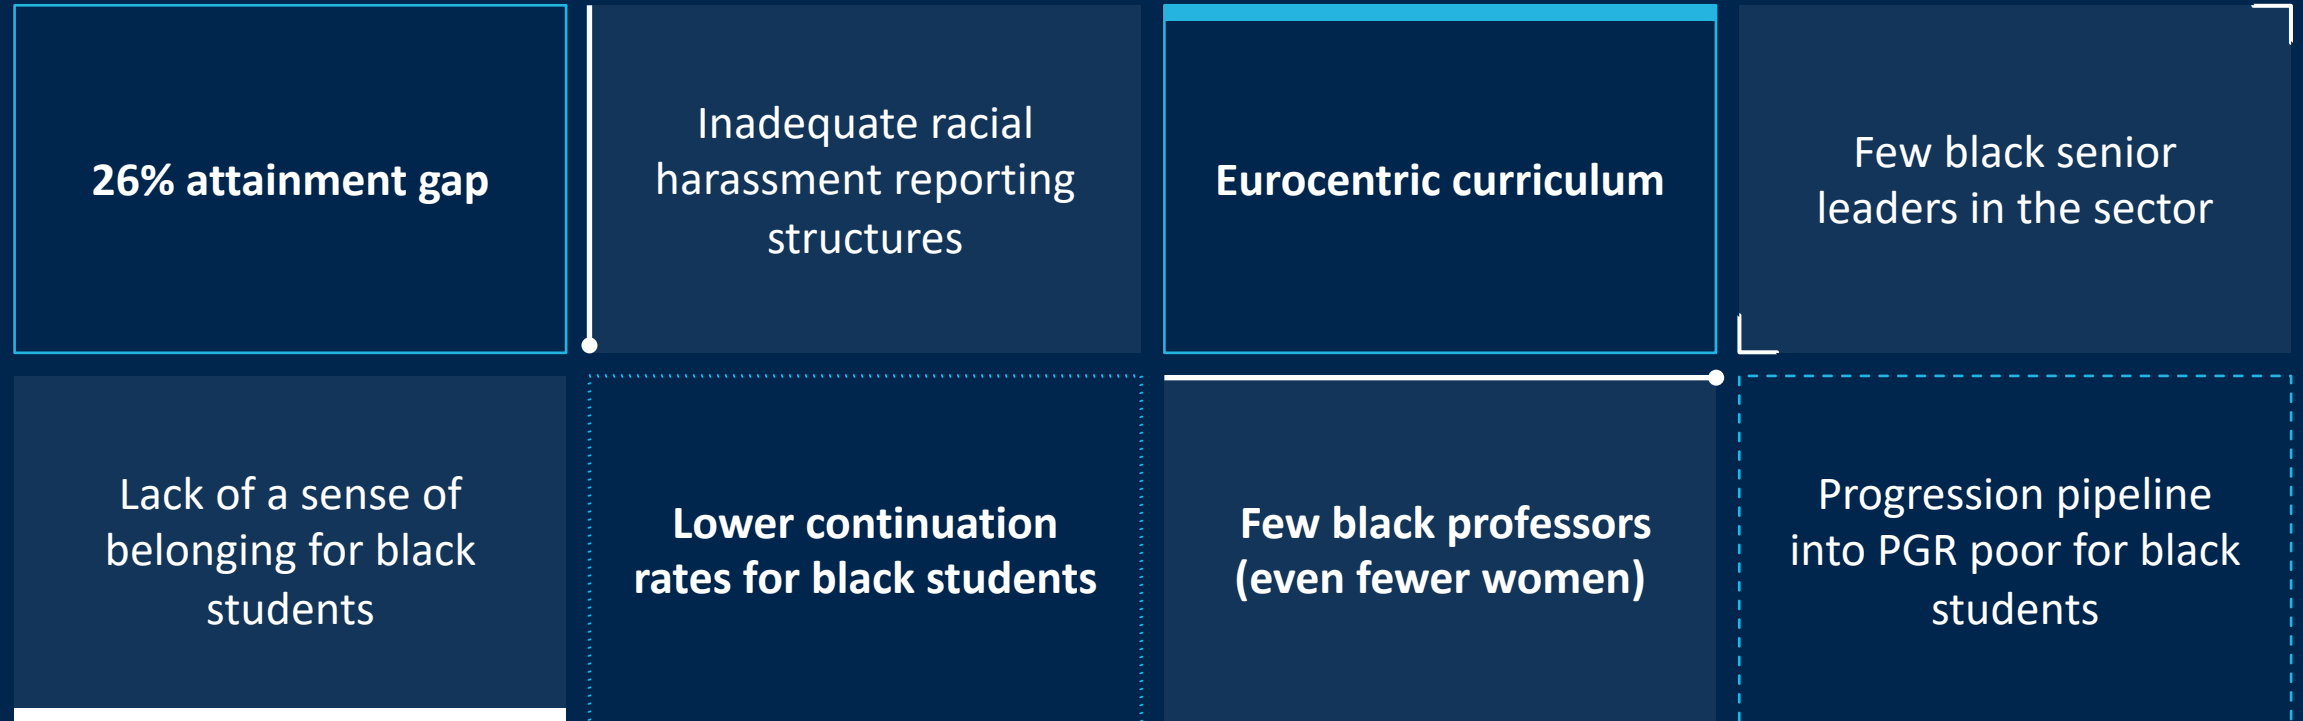 26% attainment gap
Inadequate racial
harassment reporting
structures
Eurocentric curriculum
Few black senior
leaders in the sector
Lack of a sense of
belonging for black
students
Lower continuation
rates for black students
Few black professors
(even fewer women)
Progression pipeline
into PGR poor for black
students